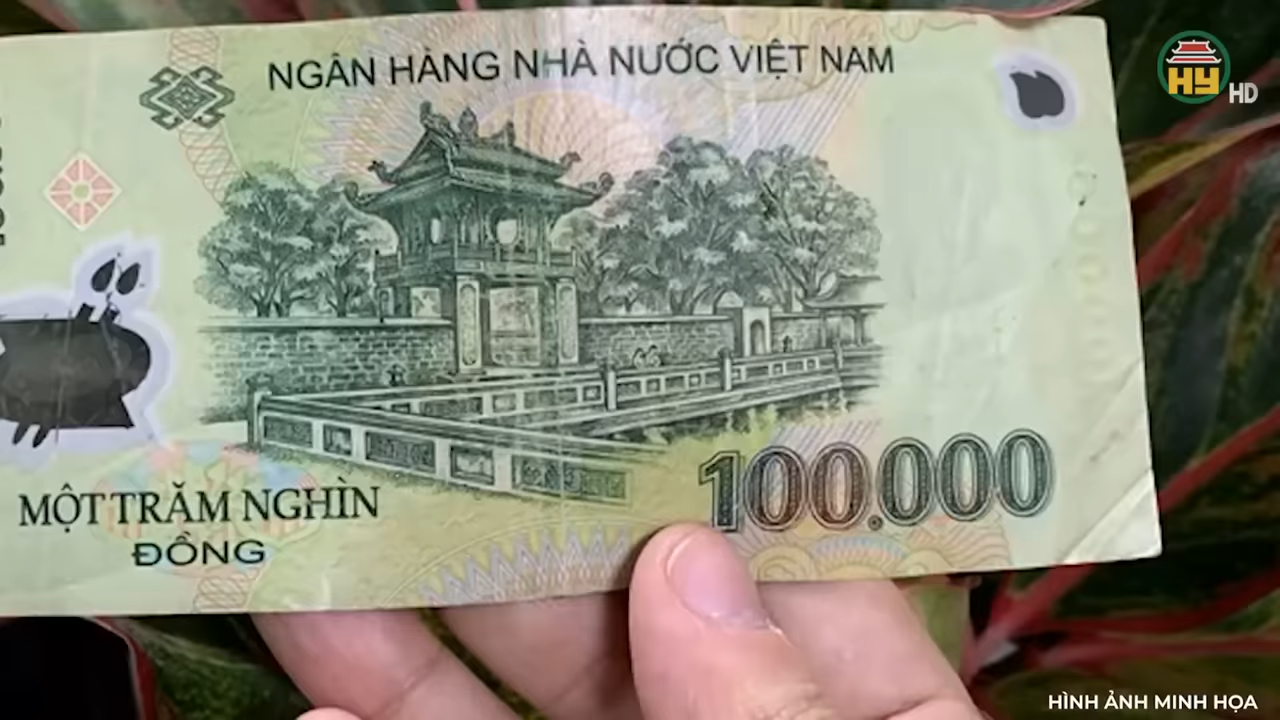 NGÂN HÀNG NHÀ NƯỚC VIỆT NAM
HY HD
100.000
MỘT TRĂM NGHÌN
ĐỒNG
HÌNH ẢNH MINH HỌA